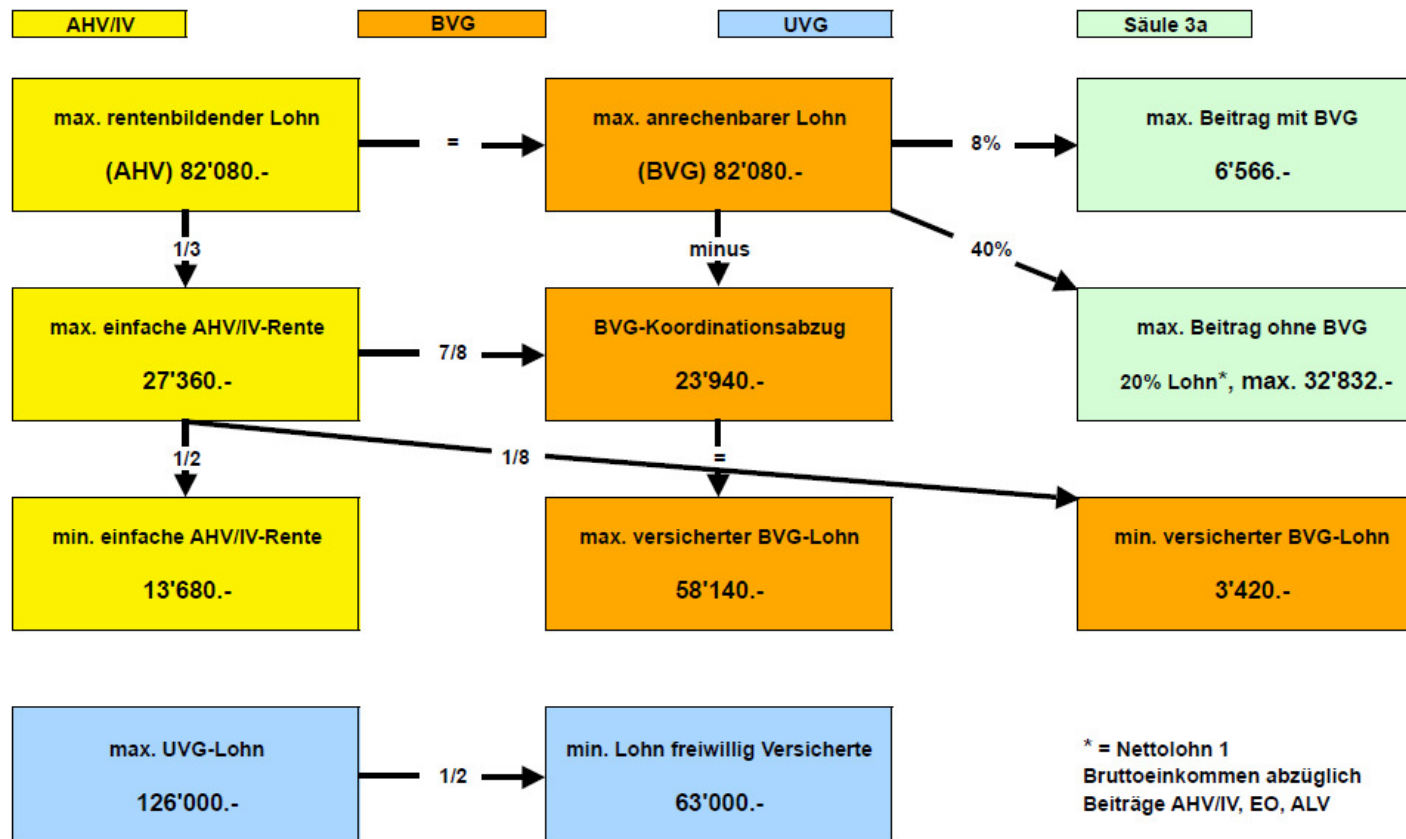 AHV/IV
BVG
UVG
Säule 3a
max. rentenbildender Lohn
(AHV) 82'080.-
=
max. anrechenbarer Lohn
(BVG) 82'080.-
8%
max. Beitrag mit BVG
6'566.-
1/3
minus
40%
max. einfache AHV/IV-Rente
27'360.-
7/8
BVG-Koordinationsabzug
23'940.-
max. Beitrag ohne BVG
20% Lohn*, max. 32'832.-
1/2
1/8
=
min. einfache AHV/IV-Rente
13'680.-
max. versicherter BVG-Lohn
58'140.-
min. versicherter BVG-Lohn
3'420.-
max. UVG-Lohn
126'000.-
1/2
min. Lohn freiwillig Versicherte
63'000.-
* = Nettolohn 1
Bruttoeinkommen abzüglich
Beiträge AHV/IV, EO, ALV